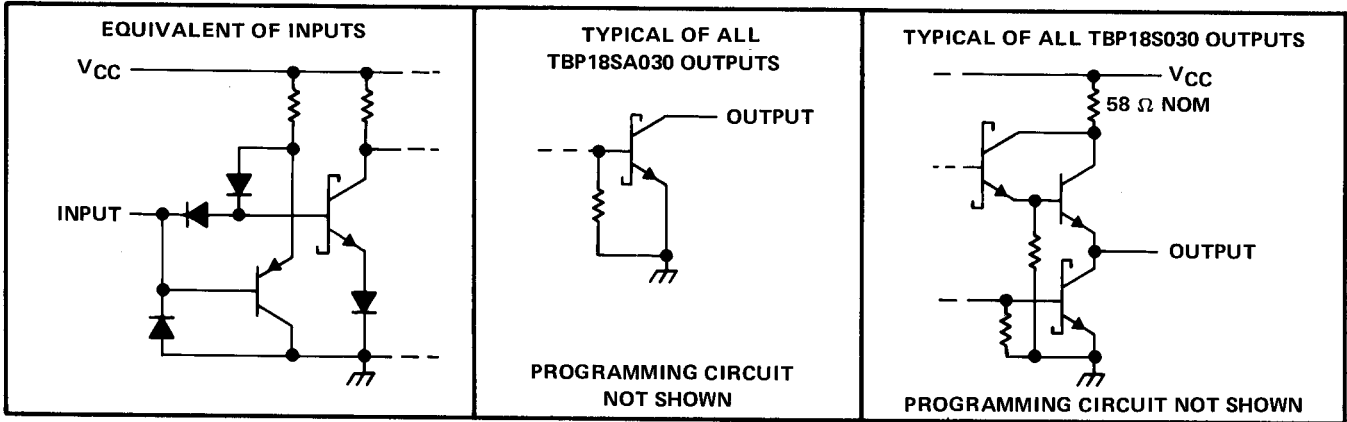 EQUIVALENT OF INPUTS
VCC
INPUT
TYPICAL OF ALL
TBP18SA030 OUTPUTS
OUTPUT
PROGRAMMING CIRCUIT
NOT SHOWN
TYPICAL OF ALL TBP18S030 OUTPUTS
VCC
58 Ω NOM
OUTPUT
PROGRAMMING CIRCUIT NOT SHOWN